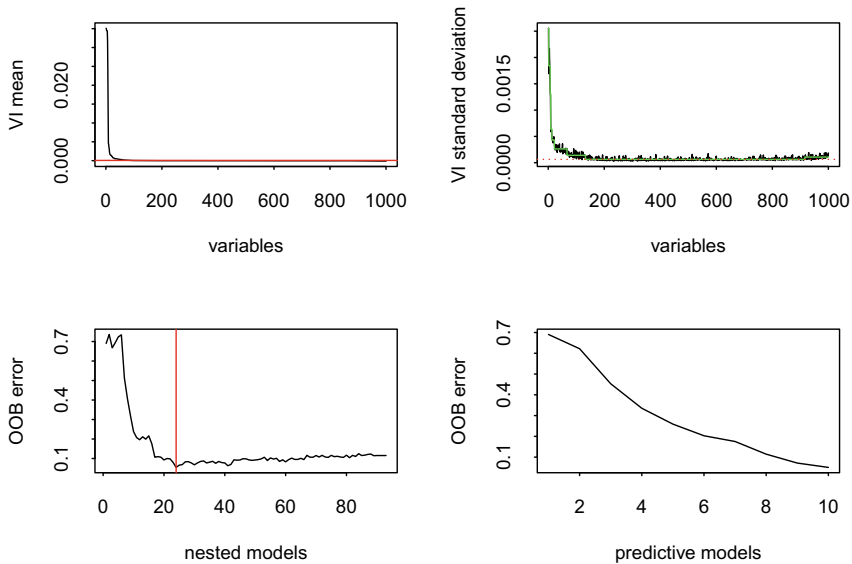 VI mean
0.000
0.020
0 200 400 600 800 1000
variables
VI standard deviation
0.0000
0.0015
0 200 400 600 800 1000
variables
OOB error
0.1 0.4 0.7
0 20 40 60 80
nested models
OOB error
0.1 0.4 0.7
2 4 6 8 10
predictive models